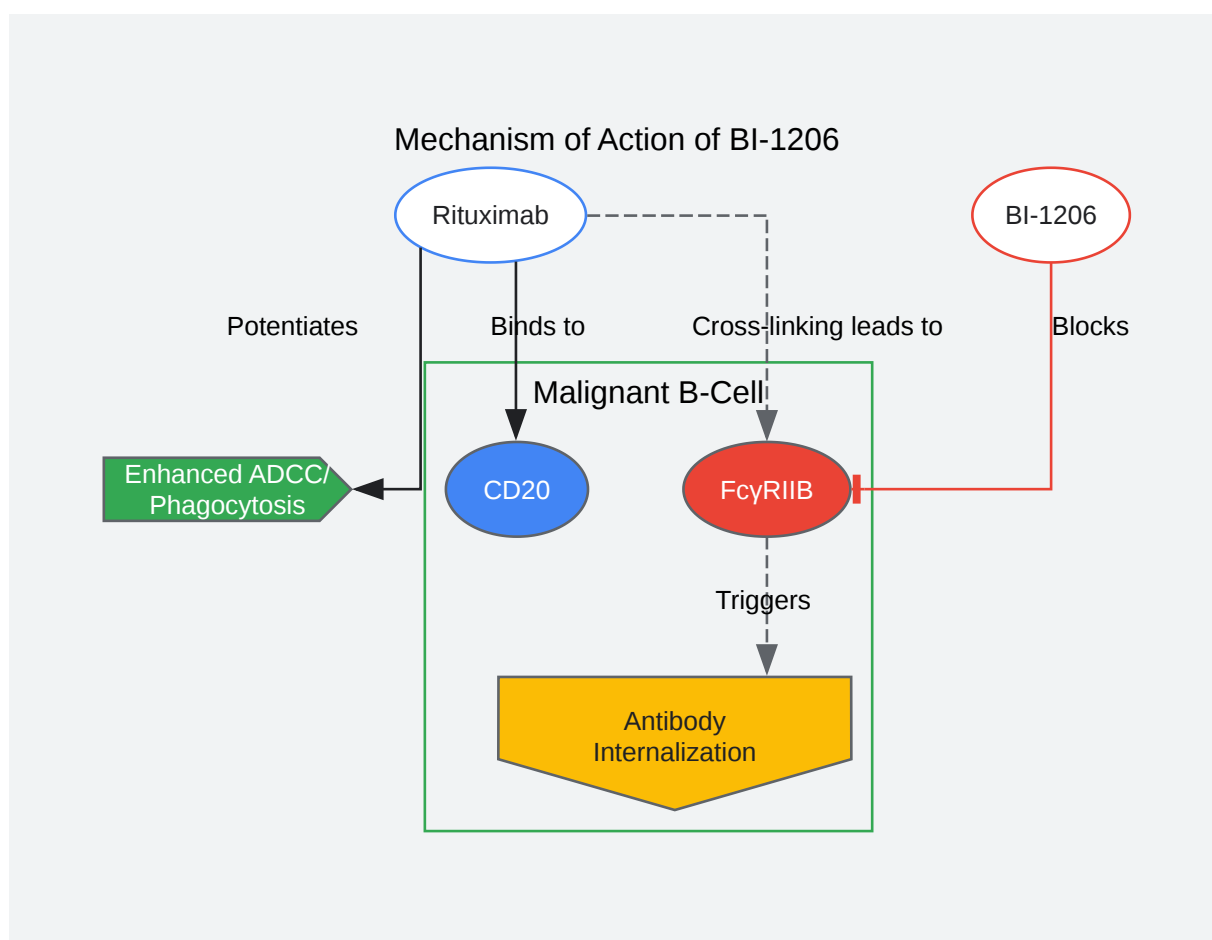 Mechanism of Action of BI-1206
Rituximab
BI-1206
Potentiates
Binds to
Cross-linking leads to
Blocks
Malignant B-Cell
Enhanced ADCC/
Phagocytosis
CD20
FcγRIIB
Triggers
Antibody
Internalization